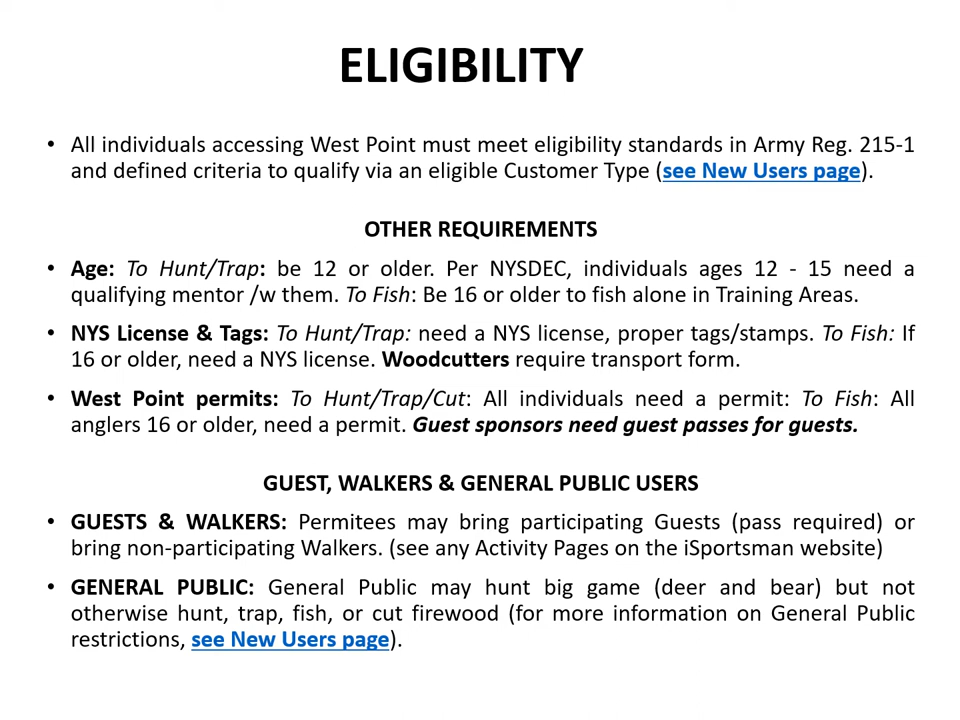 ELIGIBILITY
• All individuals accessing West Point must meet eligibility standards in Army Reg. 215-1
and defined criteria to qualify via an eligible Customer Type (see New Users page).
OTHER REQUIREMENTS
• Age: To Hunt/Trap: be 12 or older. Per NYSDEC, individuals ages 12 - 15 need a
qualifying mentor /w them. To Fish: Be 16 or older to fish alone in Training Areas.
• NYS License & Tags: To Hunt/Trap: need a NYS license, proper tags/stamps. To Fish: If
16 or older, need a NYS license. Woodcutters require transport form.
• West Point permits: To Hunt/Trap/Cut: All individuals need a permit: To Fish: All
anglers 16 or older, need a permit. Guest sponsors need guest passes for guests.
GUEST, WALKERS & GENERAL PUBLIC USERS
• GUESTS & WALKERS: Permitees may bring participating Guests (pass required) or
bring non-participating Walkers. (see any Activity Pages on the iSportsman website)
• GENERAL PUBLIC: General Public may hunt big game (deer and bear) but not
otherwise hunt, trap, fish, or cut firewood (for more information on General Public
restrictions, see New Users page).